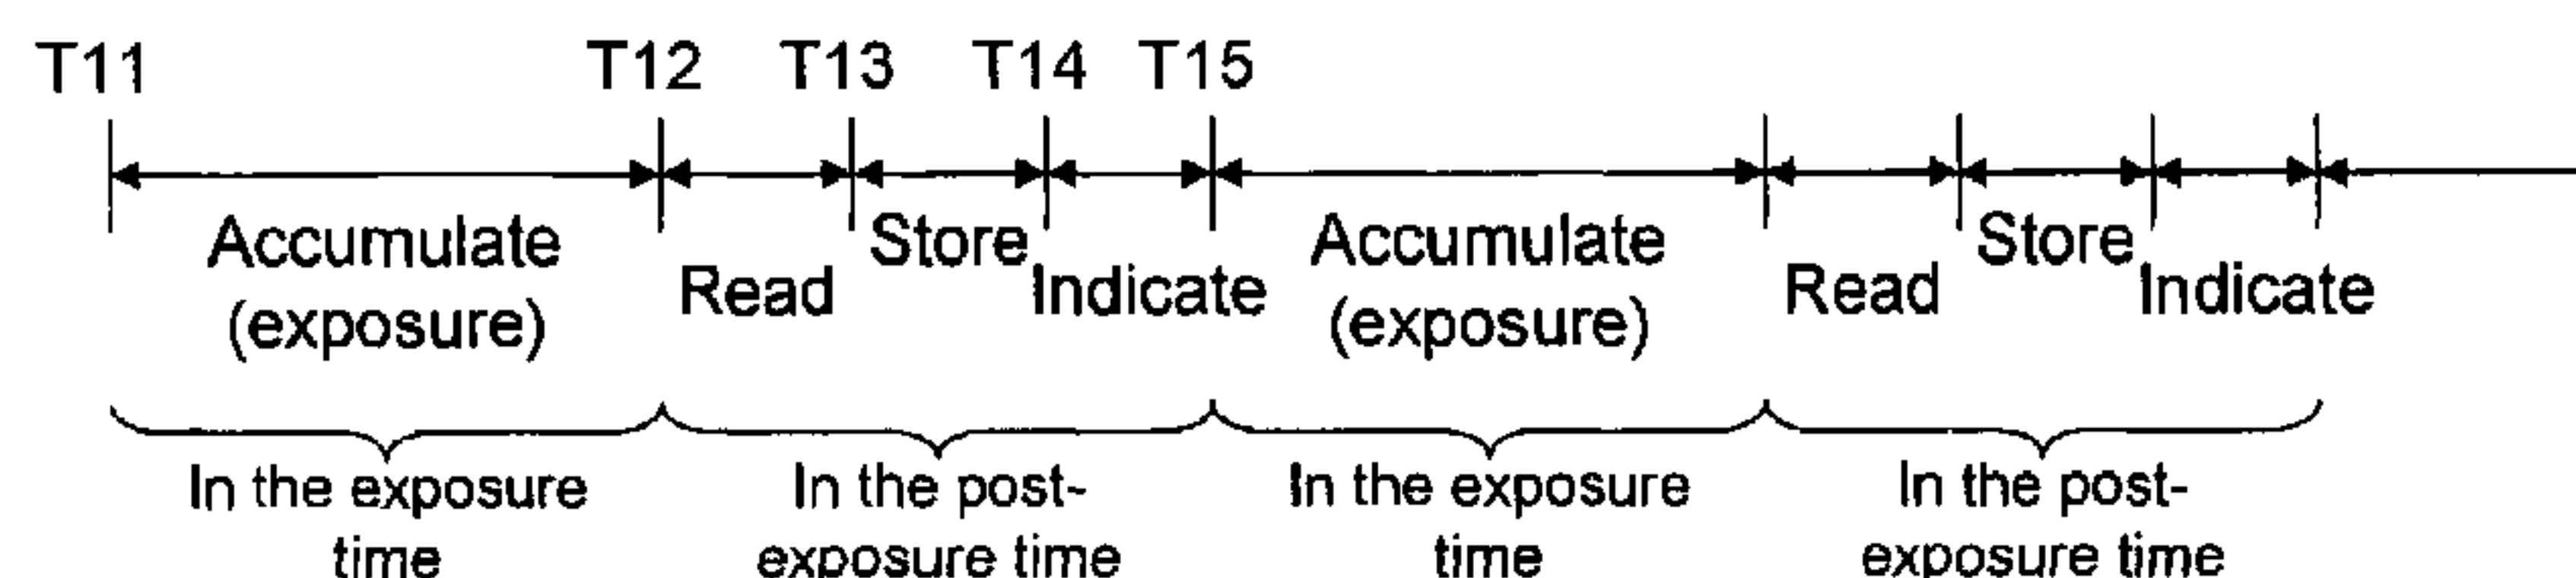 T11 T12 T13 T14 T15
Accumulate
(exposure)
Read
Store
Indicate
Accumulate
(exposure)
Read
Store
Indicate
In the exposure
time
In the post-
exposure time
In the exposure
time
In the post-
exposure time